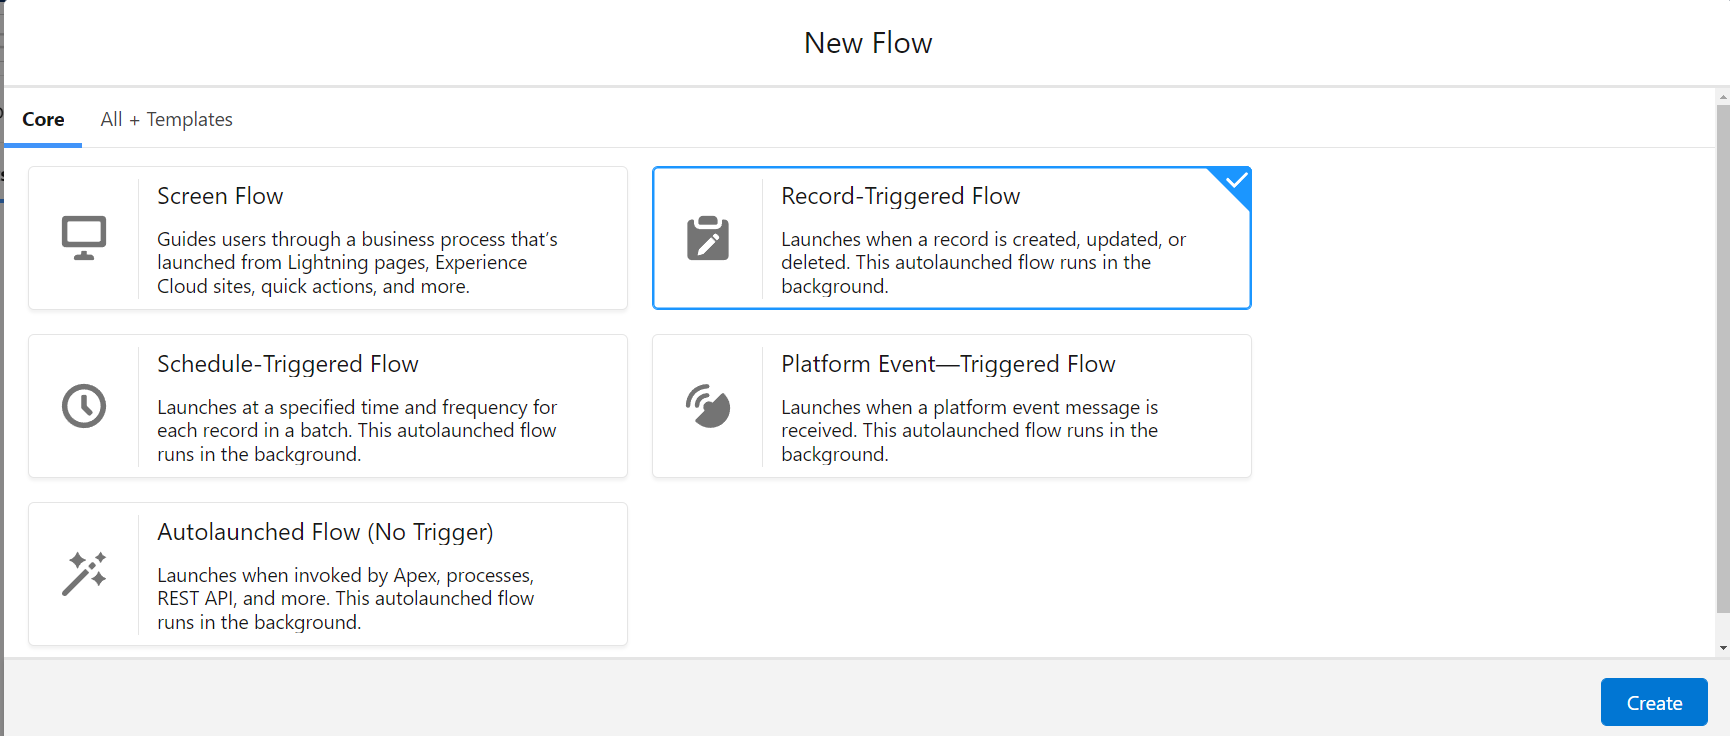 New Flow
Core
All + Templates
Screen Flow
Guides users through a business process that’s
launched from Lightning pages, Experience
Cloud sites, quick actions, and more.
Record-Triggered Flow
Launches when a record is created, updated, or
deleted. This autolaunched flow runs in the
background.
Schedule-Triggered Flow
Launches at a specified time and frequency for
each record in a batch. This autolaunched flow
runs in the background.
Platform Event—Triggered Flow
Launches when a platform event message is
received. This autolaunched flow runs in the
background.
Autolaunched Flow (No Trigger)
Launches when invoked by Apex, processes,
REST API, and more. This autolaunched flow
runs in the background.
Create